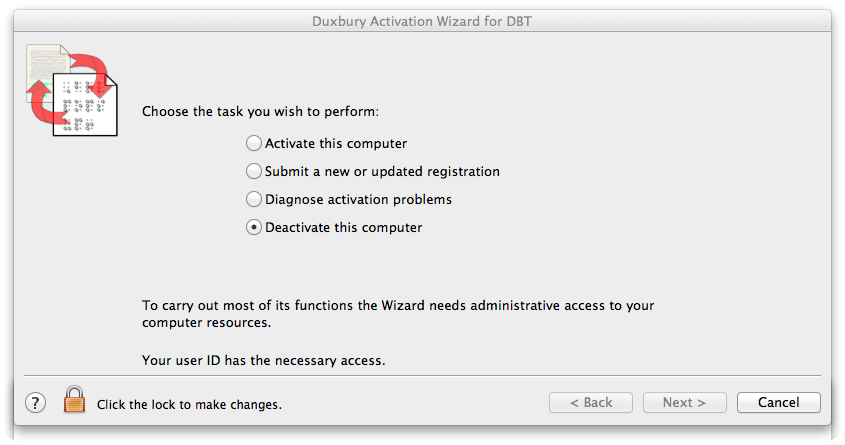 Duxbury Activation Wizard for DBT
Choose the task you wish to perform:
Activate this computer
Submit a new or updated registration
Diagnose activation problems
Deactivate this computer
To carry out most of its functions the Wizard needs administrative access to your
computer resources.
Your user ID has the necessary access.
? Click the lock to make changes. < Back Next > Cancel